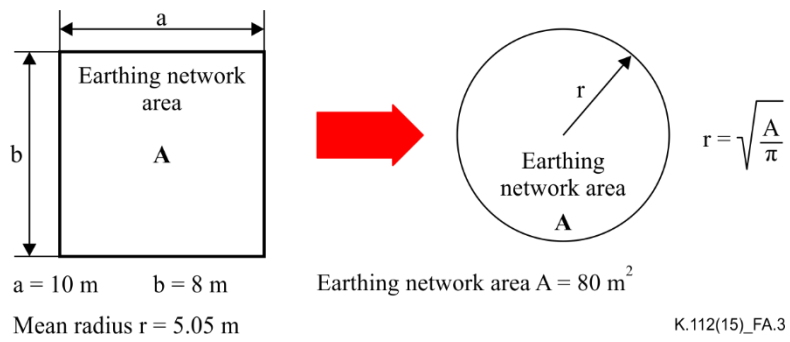 a
Earthing network
area
A
b
r
Earthing
network area
A
r = √(A/π)
a = 10 m b = 8 m
Earthing network area A = 80 m²
Mean radius r = 5.05 m
K.112(15)_FA.3